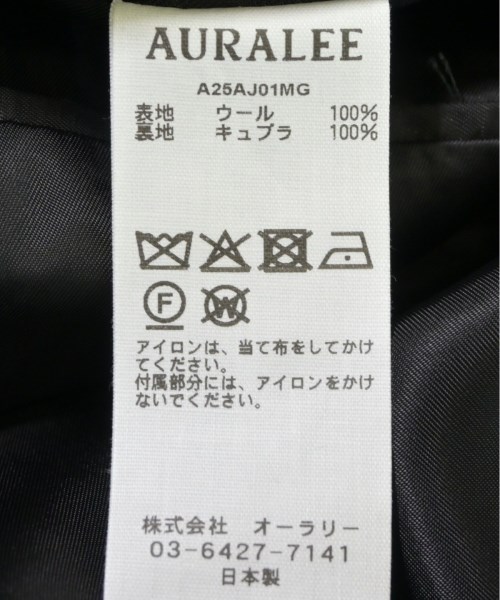 AURALEE
A25AJ01MG
表地 ウール 100%
裏地 キュプラ 100%
F W
アイロンは、当て布をしてかけ
てください。
付属部分には、アイロンをかけ
ないでください。
株式会社 オーラリー
03-6427-7141
日本製